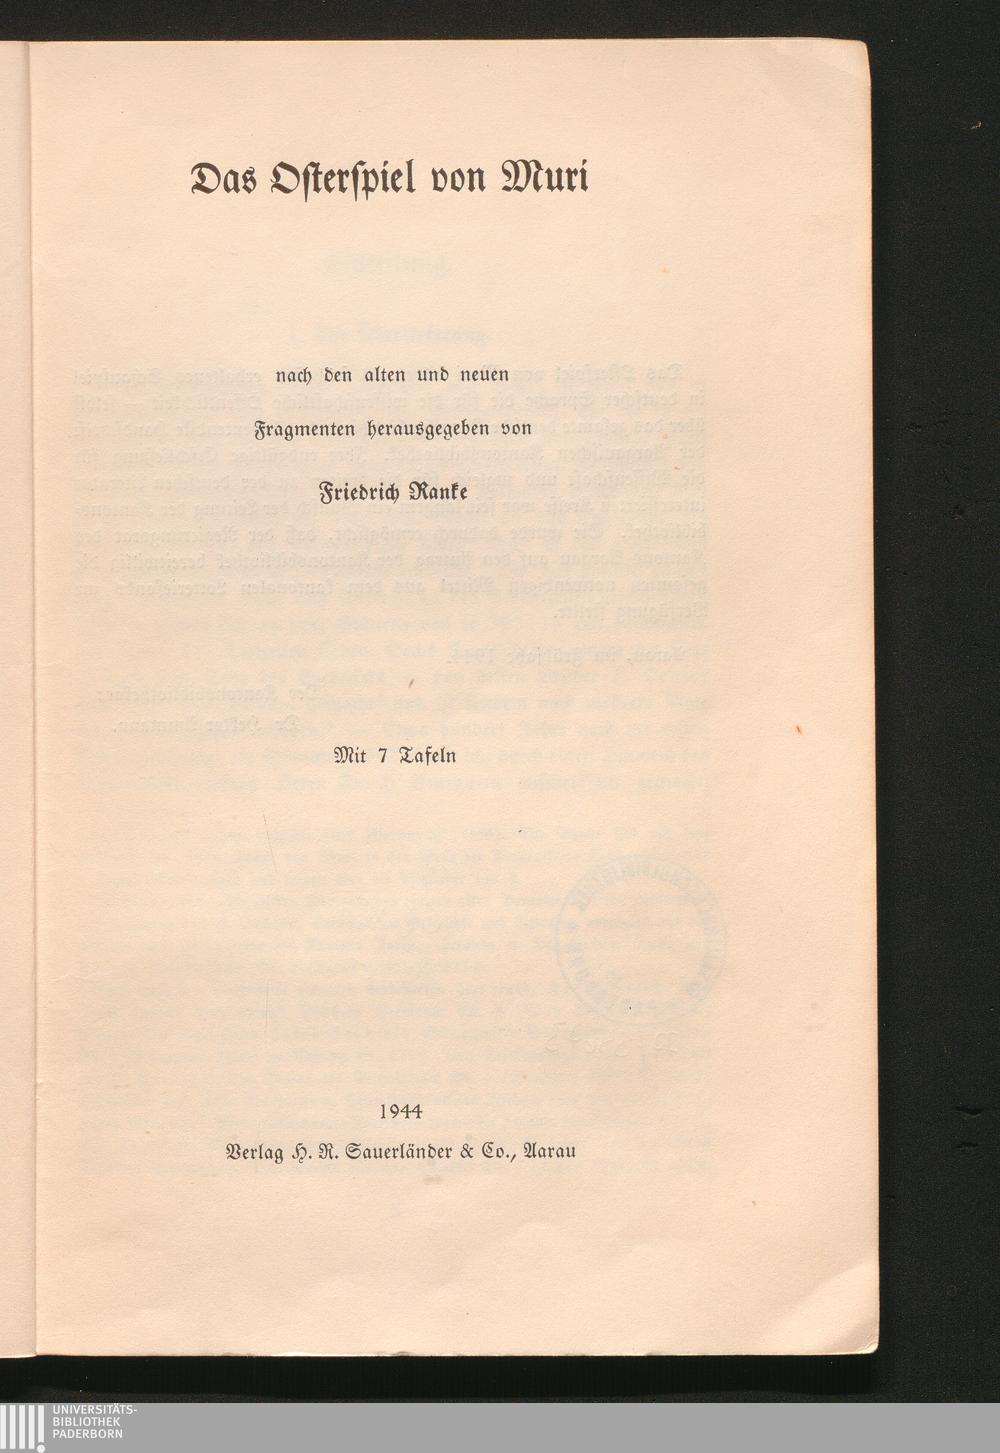 Das Osterspiel von Muri
nach den alten und neuen
Fragmenten herausgegeben von
Friedrich Ranke
Mit 7 Tafeln
1944
Verlag H. R. Sauerländer & Co., Aarau
UNIVERSITÄTS-
BIBLIOTHEK
PADERBORN